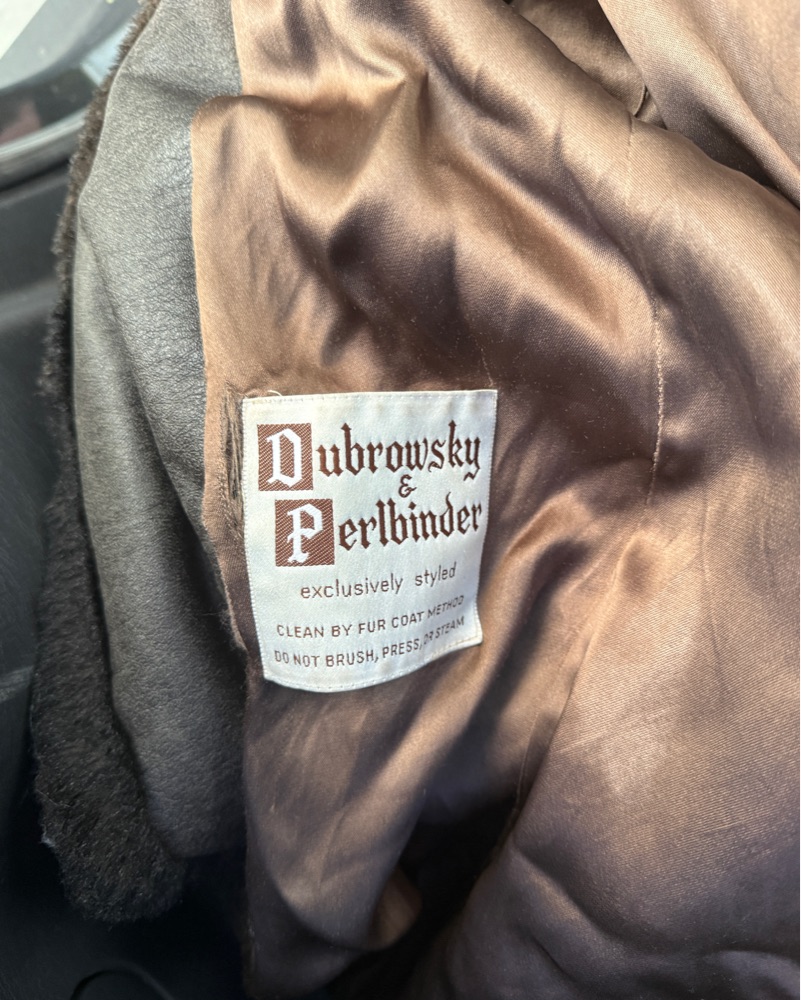 Dubrowsky
&
Perlbinder
exclusively styled
CLEAN BY FUR COAT METHOD
DO NOT BRUSH, PRESS, OR STEAM